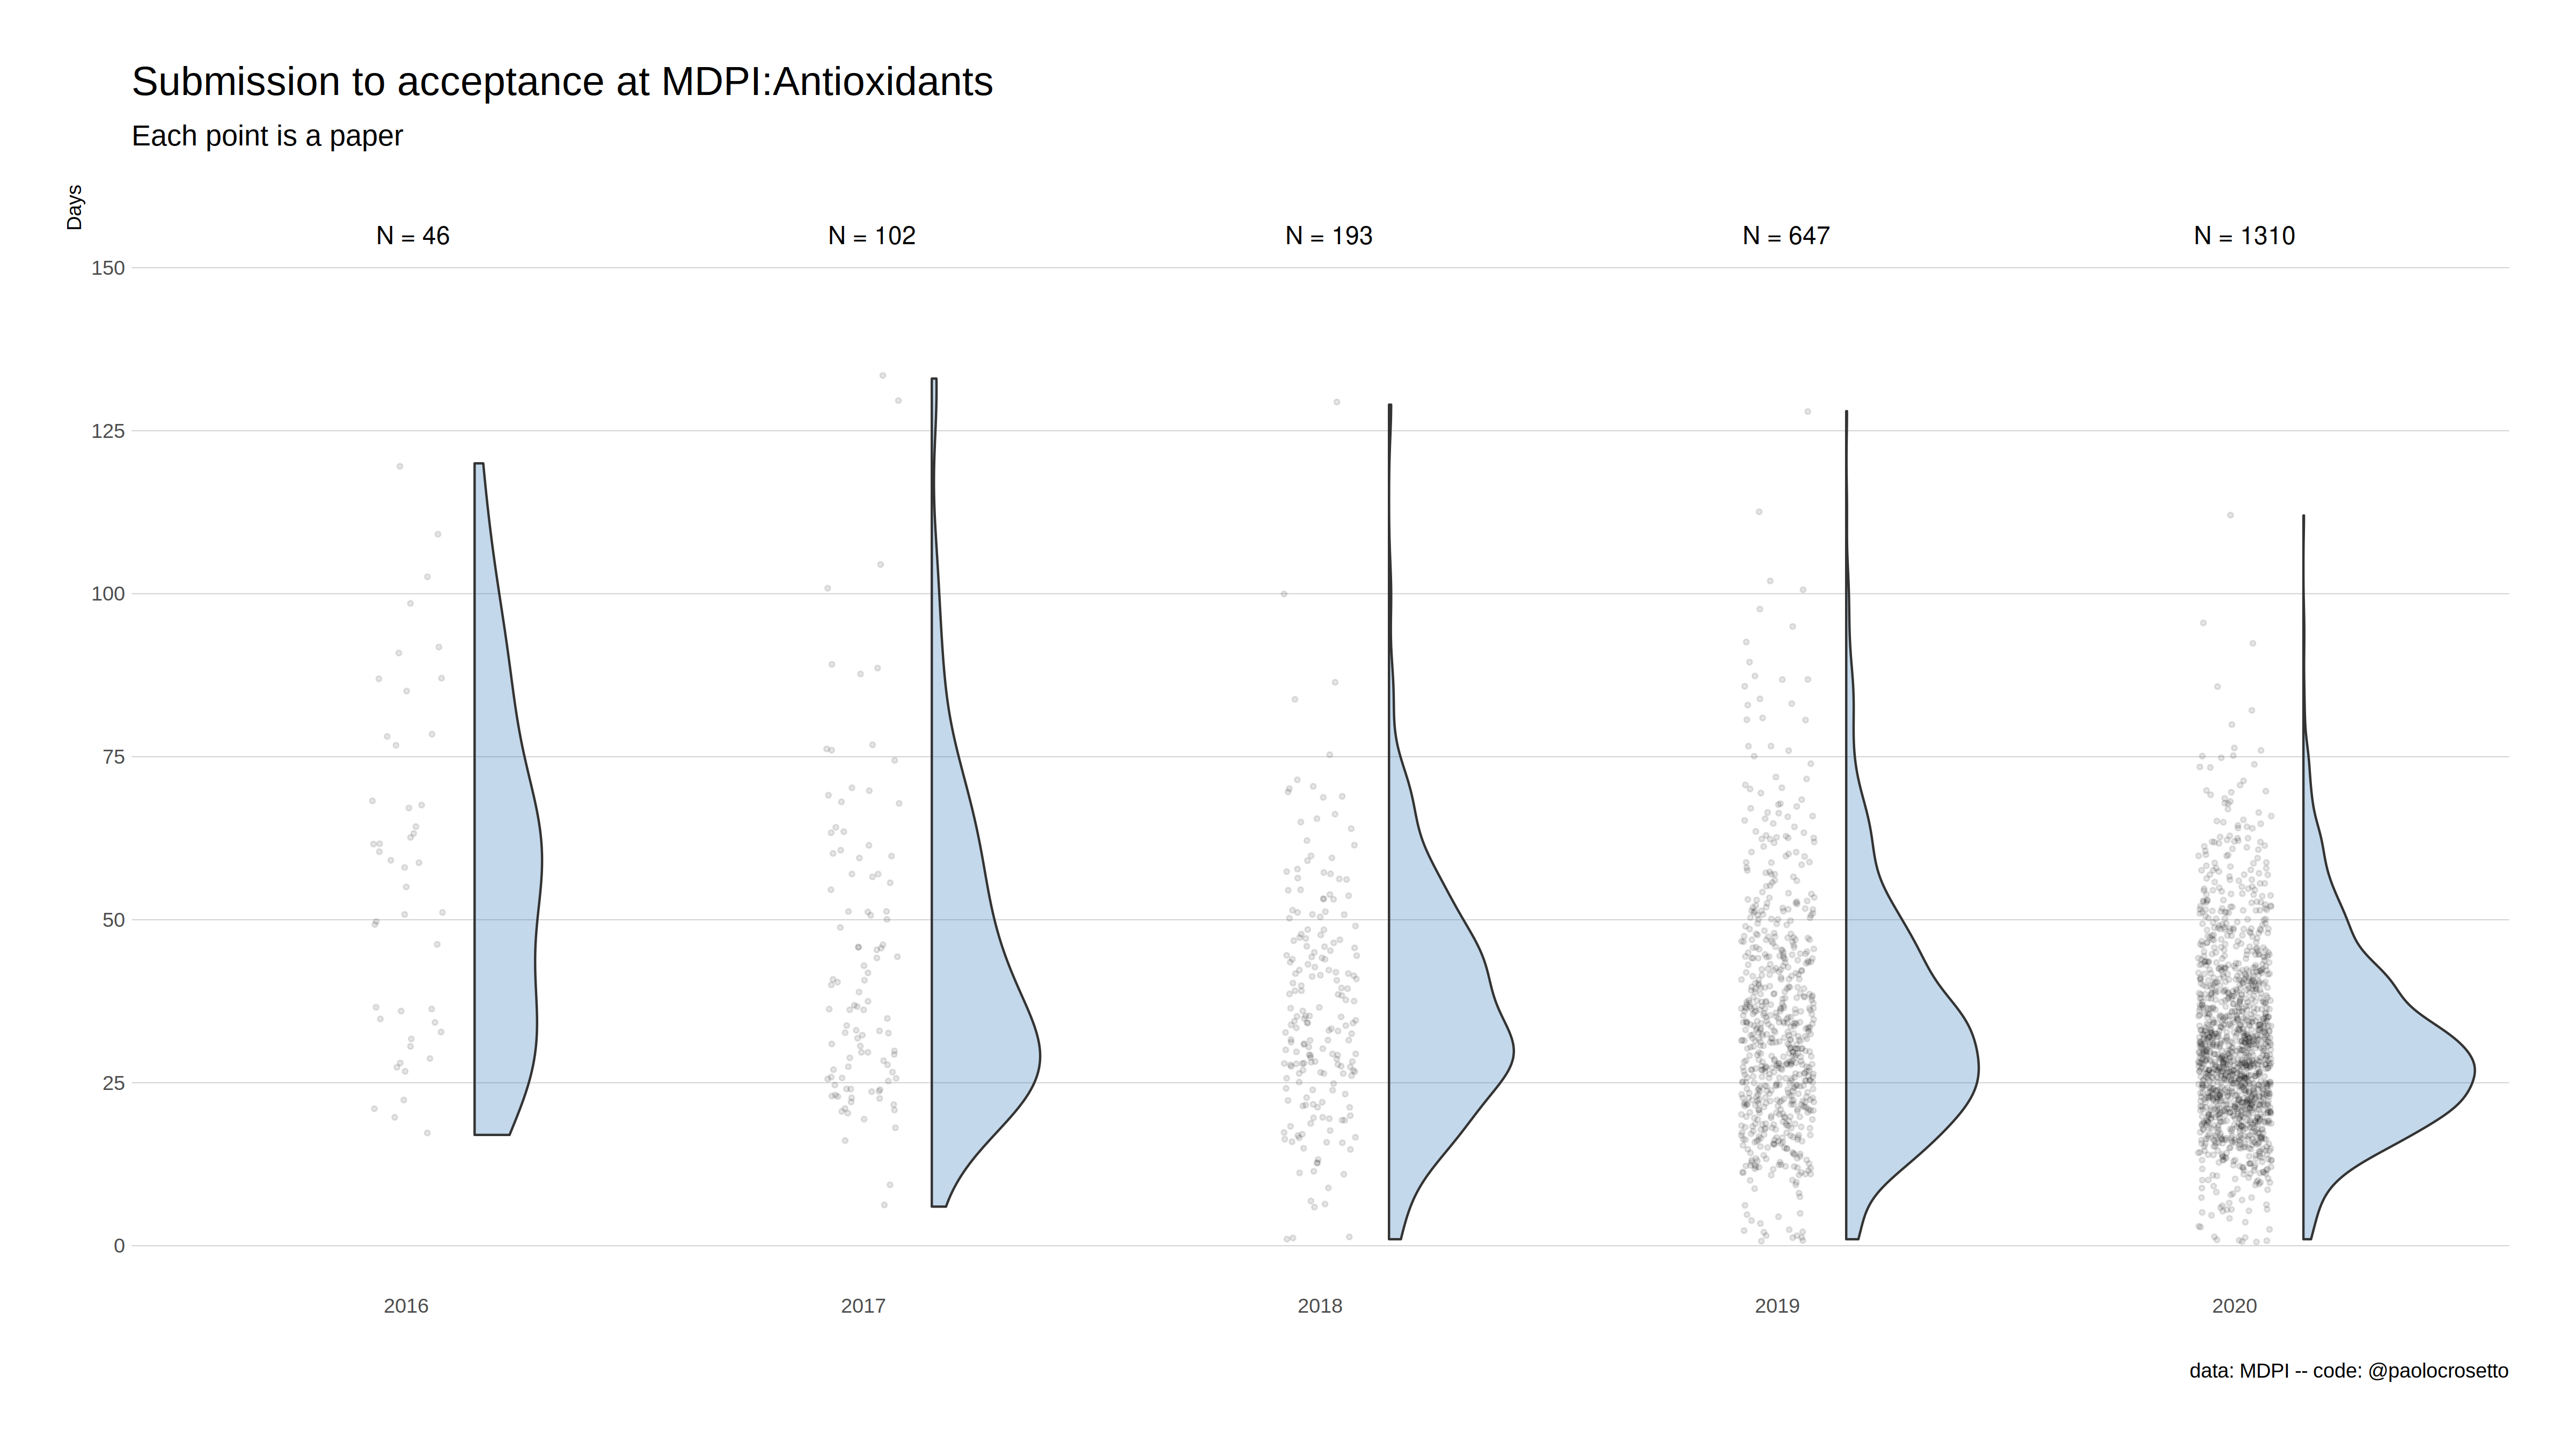 Submission to acceptance at MDPI:Antioxidants
Each point is a paper
Days
N = 46 N = 102 N = 193 N = 647 N = 1310
150
125
100
75
50
25
0
2016 2017 2018 2019 2020
data: MDPI -- code: @paolocrosetto